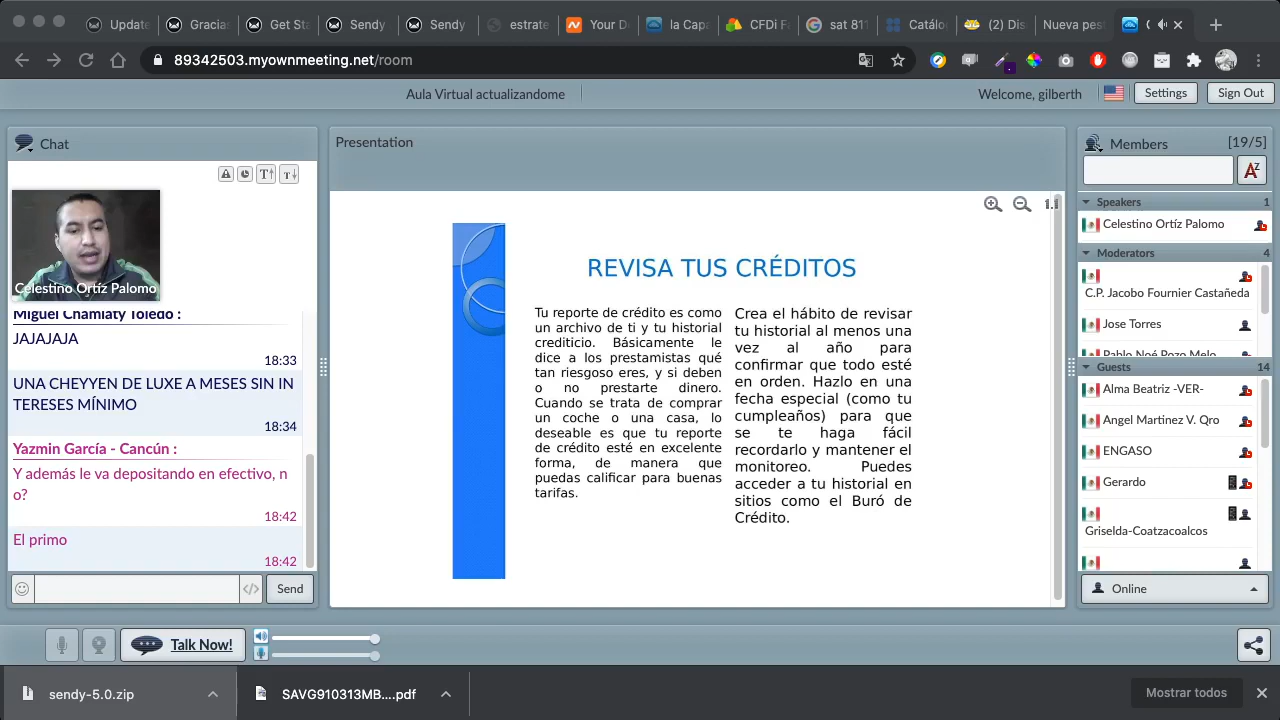 Update
Gracias
Get Sta
Sendy
Sendy
estrate
Your D
la Capa
CFDi F
sat 811
Catálo
(2) Dis
Nueva pes
89342503.myownmeeting.net/room
Aula Virtual actualizandome
Welcome, gilberth
Settings
Sign Out
Chat
Celestino Ortíz Palomo
Miguel Chamlaty Toledo :
JAJAJAJA
18:33
UNA CHEYYEN DE LUXE A MESES SIN IN
TERESES MÍNIMO
18:34
Yazmin García - Cancún :
Y además le va depositando en efectivo, n
o?
18:42
El primo
18:42
Send
Presentation
1:1
REVISA TUS CRÉDITOS
Tu reporte de crédito es como
un archivo de ti y tu historial
crediticio. Básicamente le
dice a los prestamistas qué
tan riesgoso eres, y si deben
o no prestarte dinero.
Cuando se trata de comprar
un coche o una casa, lo
deseable es que tu reporte
de crédito esté en excelente
forma, de manera que
puedas calificar para buenas
tarifas.
Crea el hábito de revisar
tu historial al menos una
vez al año para
confirmar que todo esté
en orden. Hazlo en una
fecha especial (como tu
cumpleaños) para que
se te haga fácil
recordarlo y mantener el
monitoreo. Puedes
acceder a tu historial en
sitios como el Buró de
Crédito.
Members
[19/5]
Speakers
1
Celestino Ortíz Palomo
Moderators
4
C.P. Jacobo Fournier Castañeda
Jose Torres
Pablo Noé Pozo Melo
Guests
14
Alma Beatriz -VER-
Angel Martinez V. Qro
ENGASO
Gerardo
Griselda-Coatzacoalcos
Online
Talk Now!
sendy-5.0.zip
SAVG910313MB....pdf
Mostrar todos